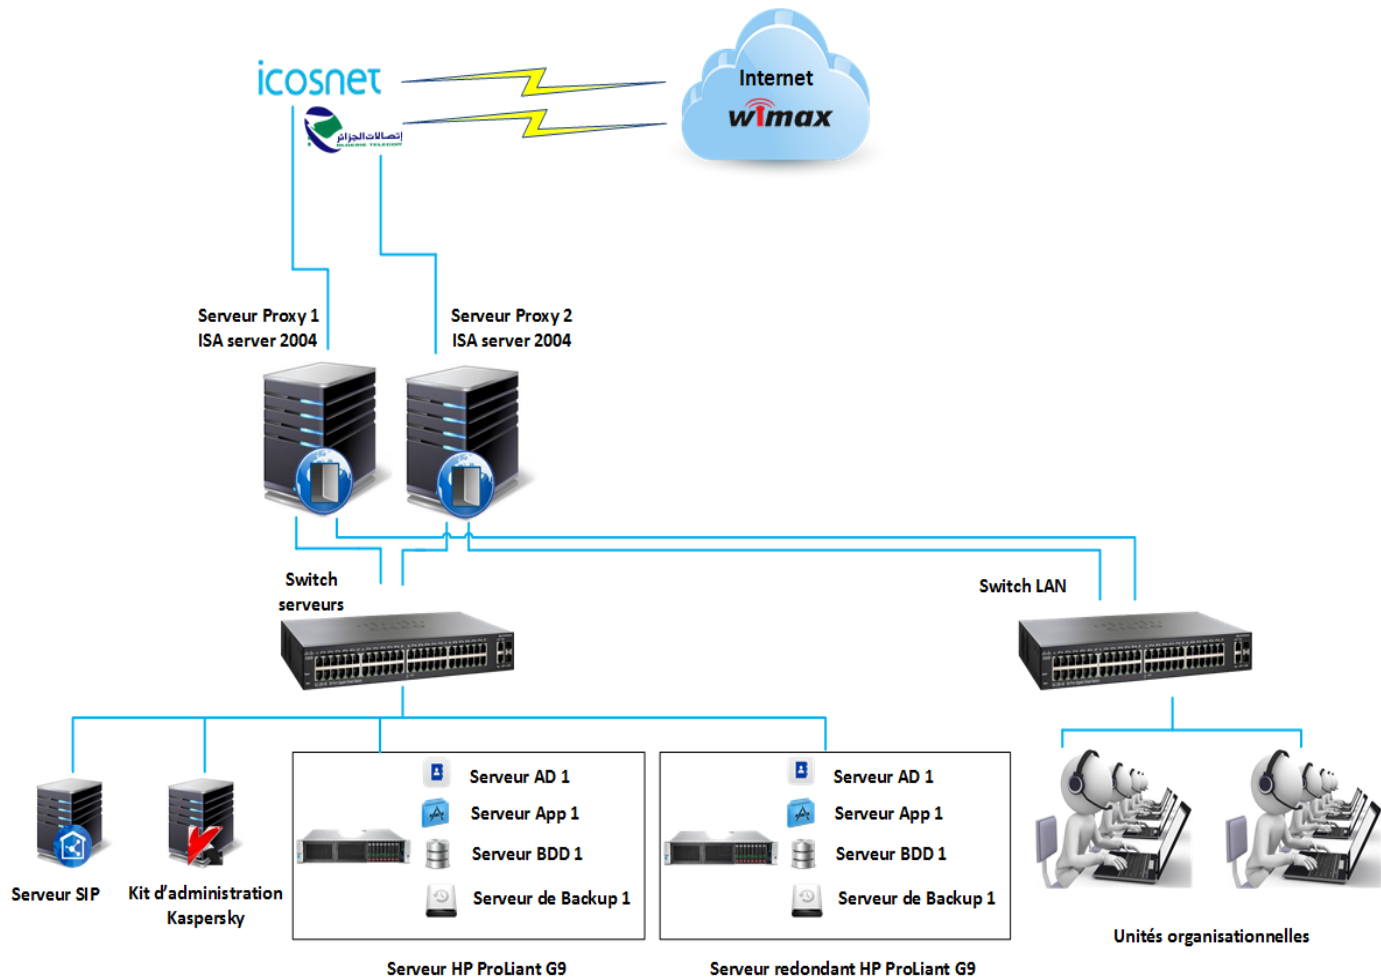 icosnet
Internet
wimax
إتصالات الجزائر
ALGERIE TELECOM
Serveur Proxy 1
ISA server 2004
Serveur Proxy 2
ISA server 2004
Switch
serveurs
Switch LAN
Serveur AD 1
Serveur App 1
Serveur BDD 1
Serveur de Backup 1
Serveur AD 1
Serveur App 1
Serveur BDD 1
Serveur de Backup 1
Serveur SIP
Kit d'administration
Kaspersky
Unités organisationnelles
Serveur HP ProLiant G9
Serveur redondant HP ProLiant G9